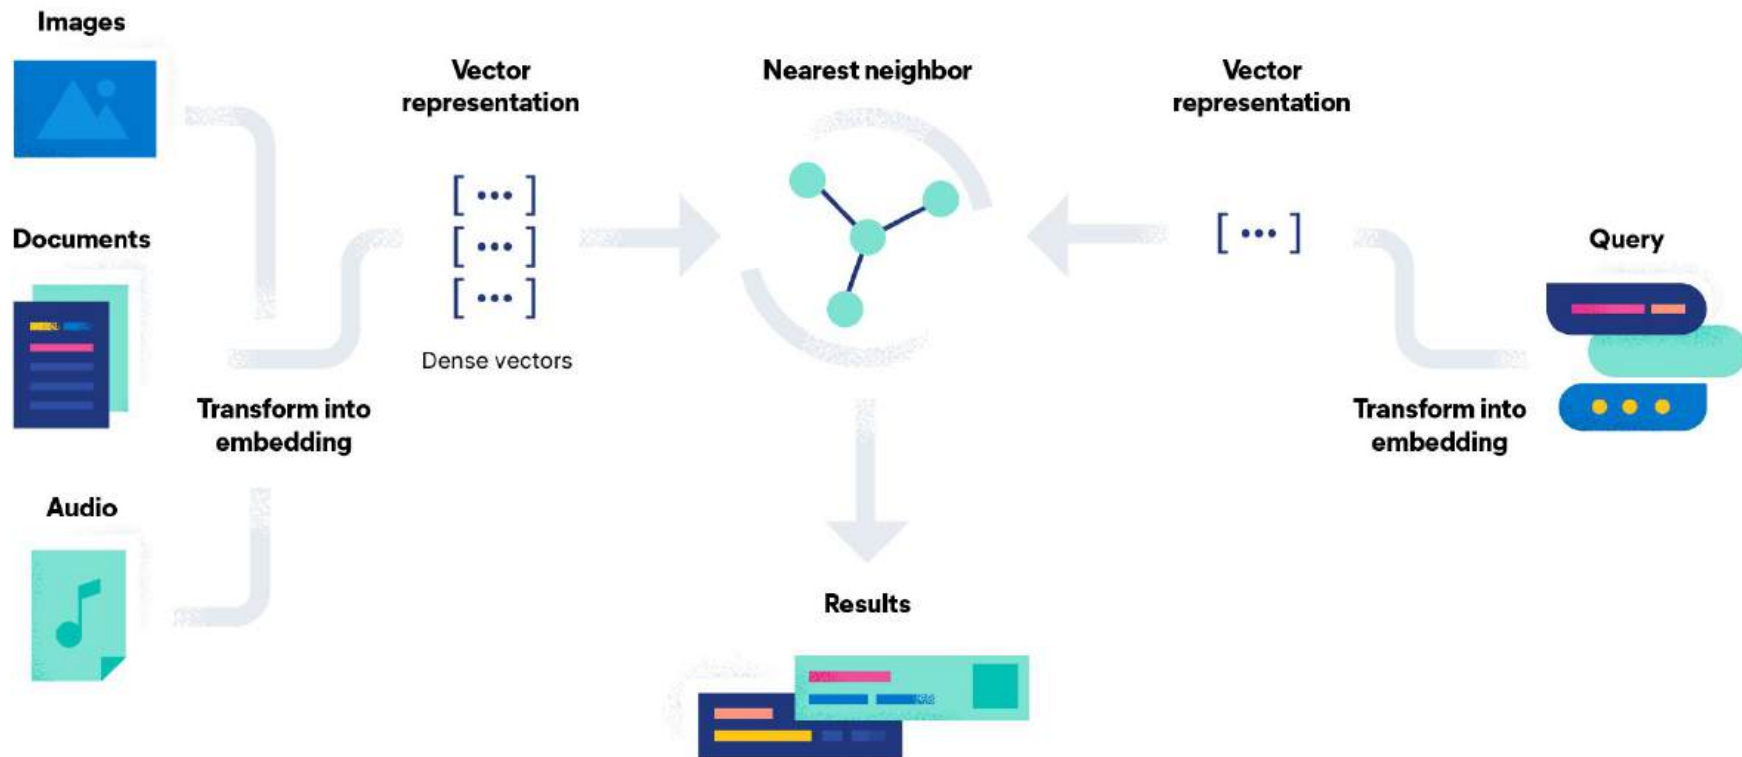 Images
Vector
representation
Nearest neighbor
Vector
representation
[ ••• ]
[ ••• ]
[ ••• ]
Dense vectors
[ ••• ]
Documents
Query
Transform into
embedding
Transform into
embedding
Audio
Results